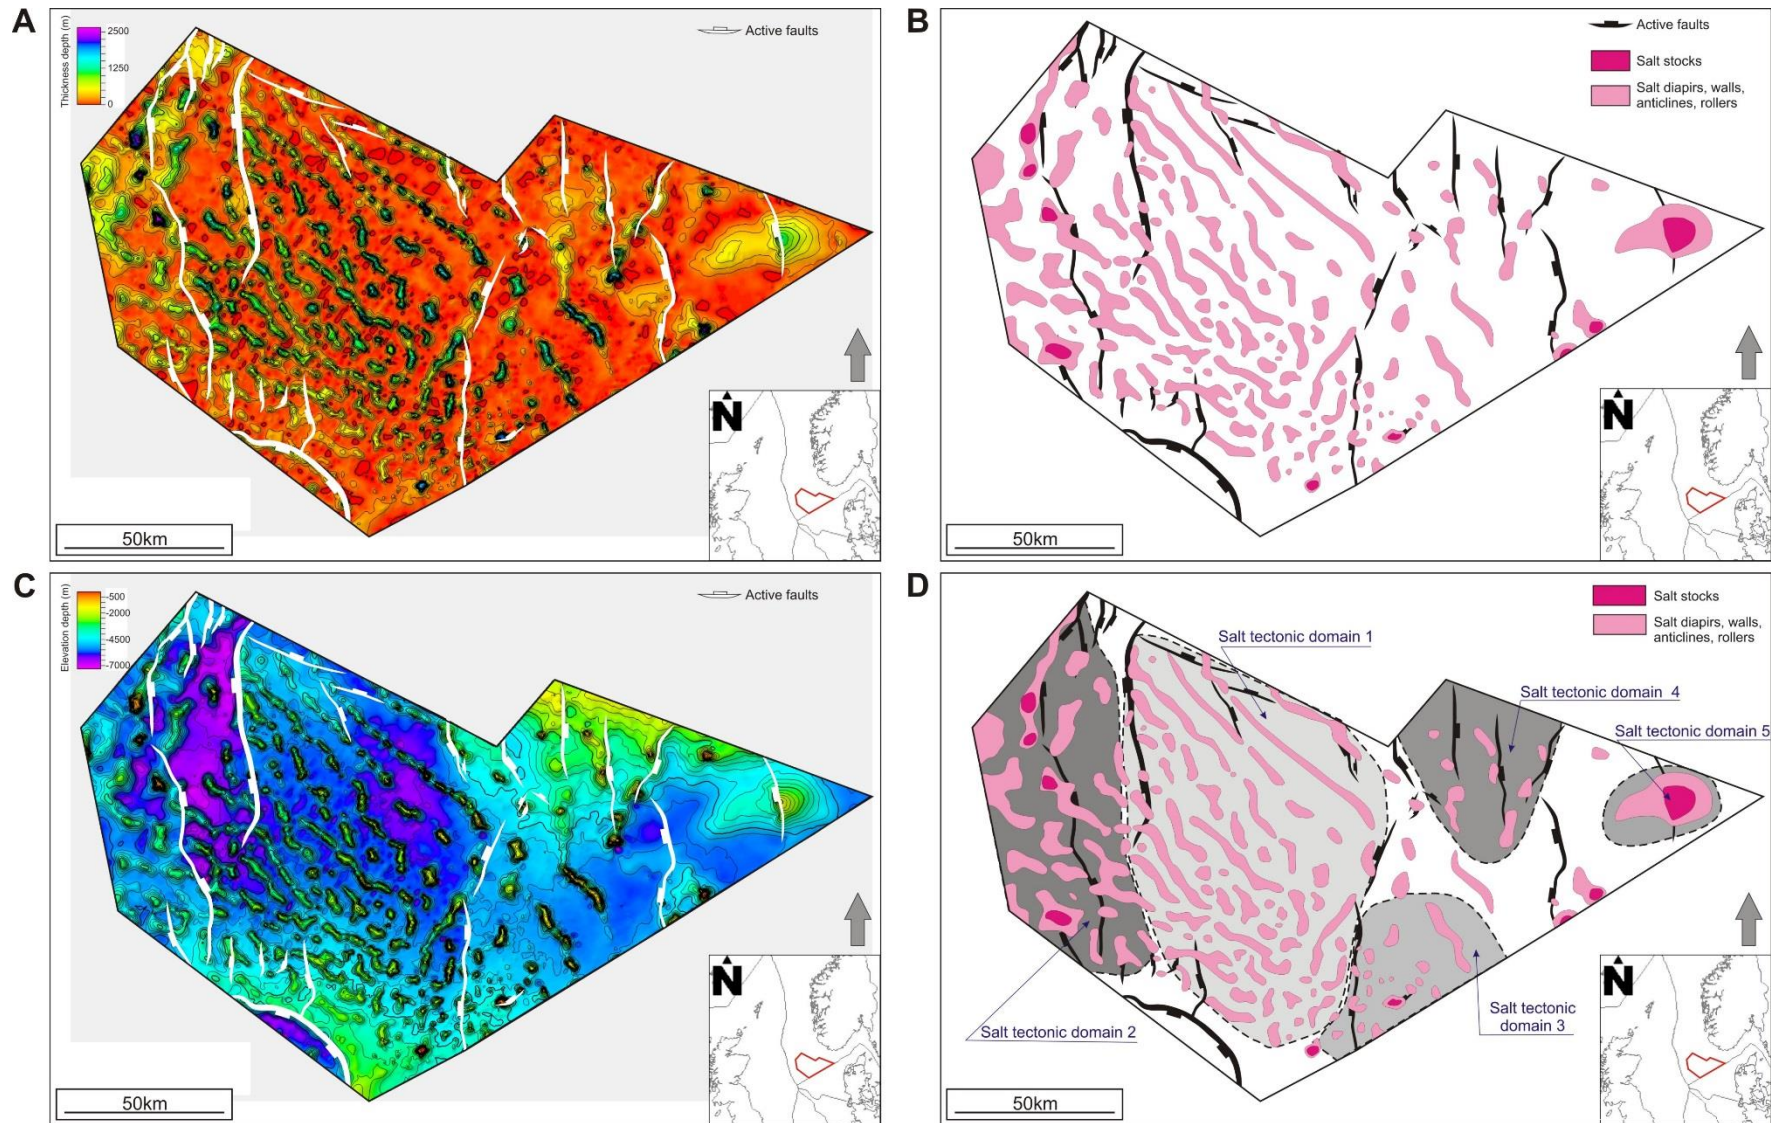 A
Thickness depth (m)
2500
1250
0
Active faults
N
50km
B
Active faults
Salt stocks
Salt diapirs, walls,
anticlines, rollers
N
50km
C
Elevation depth (m)
-500
-2000
-4500
-7000
Active faults
N
50km
D
Salt stocks
Salt diapirs, walls,
anticlines, rollers
Salt tectonic domain 1
Salt tectonic domain 4
Salt tectonic domain 5
Salt tectonic domain 2
Salt tectonic
domain 3
N
50km